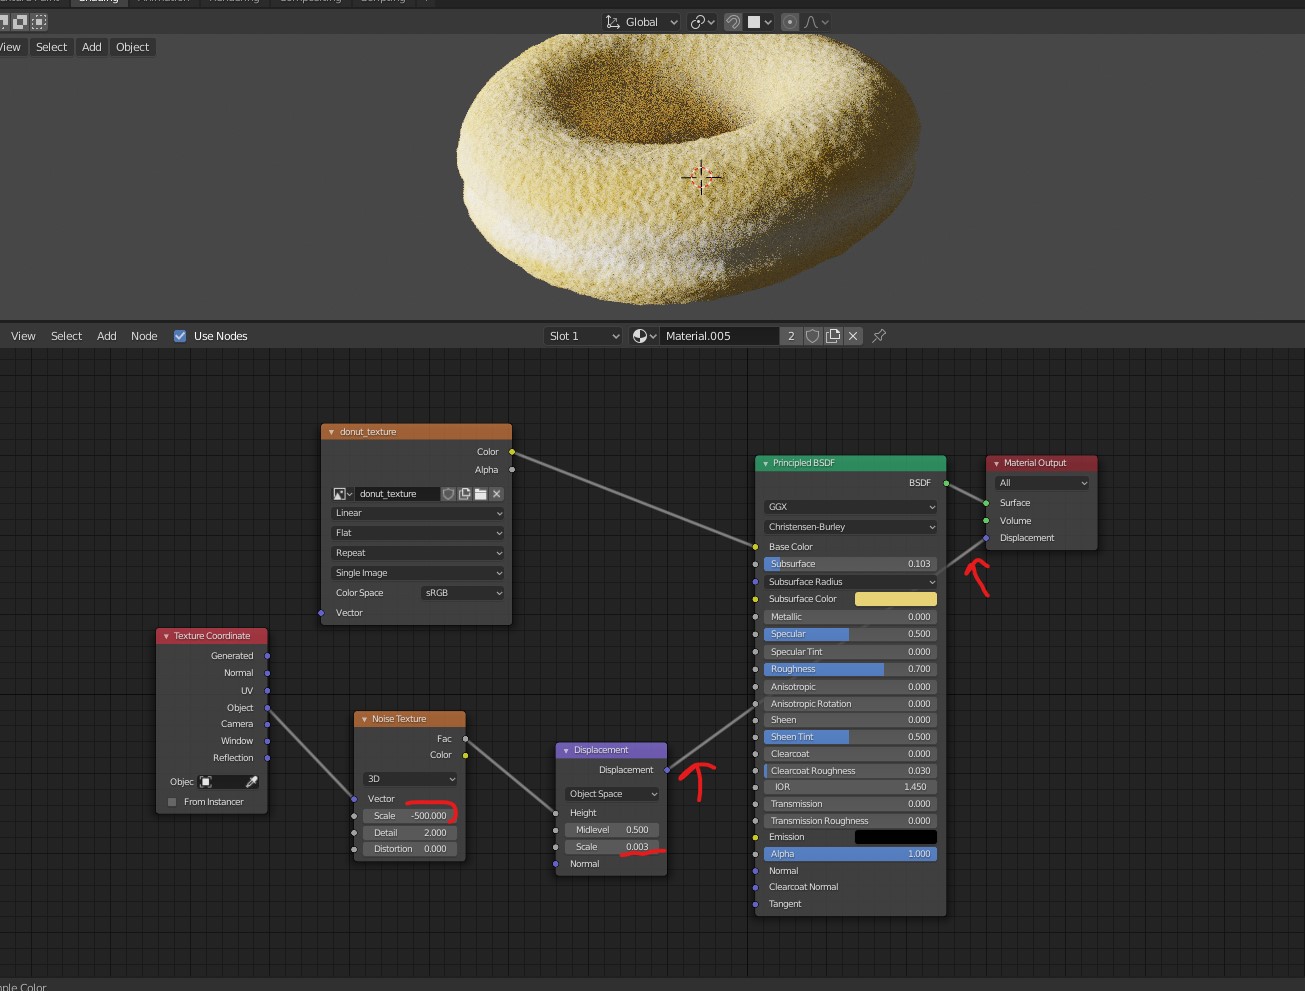 Global
View Select Add Object
View Select Add Node Use Nodes Slot 1 Material.005 2
donut_texture
Color
Alpha
donut_texture
Linear
Flat
Repeat
Single Image
Color Space sRGB
Vector
Texture Coordinate
Generated
Normal
UV
Object
Camera
Window
Reflection
Objec
From Instancer
Noise Texture
Fac
Color
3D
Vector
Scale -500.000
Detail 2.000
Distortion 0.000
Displacement
Displacement
Object Space
Height
Midlevel 0.500
Scale 0.003
Normal
Principled BSDF
BSDF
GGX
Christensen-Burley
Base Color
Subsurface 0.103
Subsurface Radius
Subsurface Color
Metallic 0.000
Specular 0.500
Specular Tint 0.000
Roughness 0.700
Anisotropic 0.000
Anisotropic Rotation 0.000
Sheen 0.000
Sheen Tint 0.500
Clearcoat 0.000
Clearcoat Roughness 0.030
IOR 1.450
Transmission 0.000
Transmission Roughness 0.000
Emission
Alpha 1.000
Normal
Clearcoat Normal
Tangent
Material Output
All
Surface
Volume
Displacement
Color